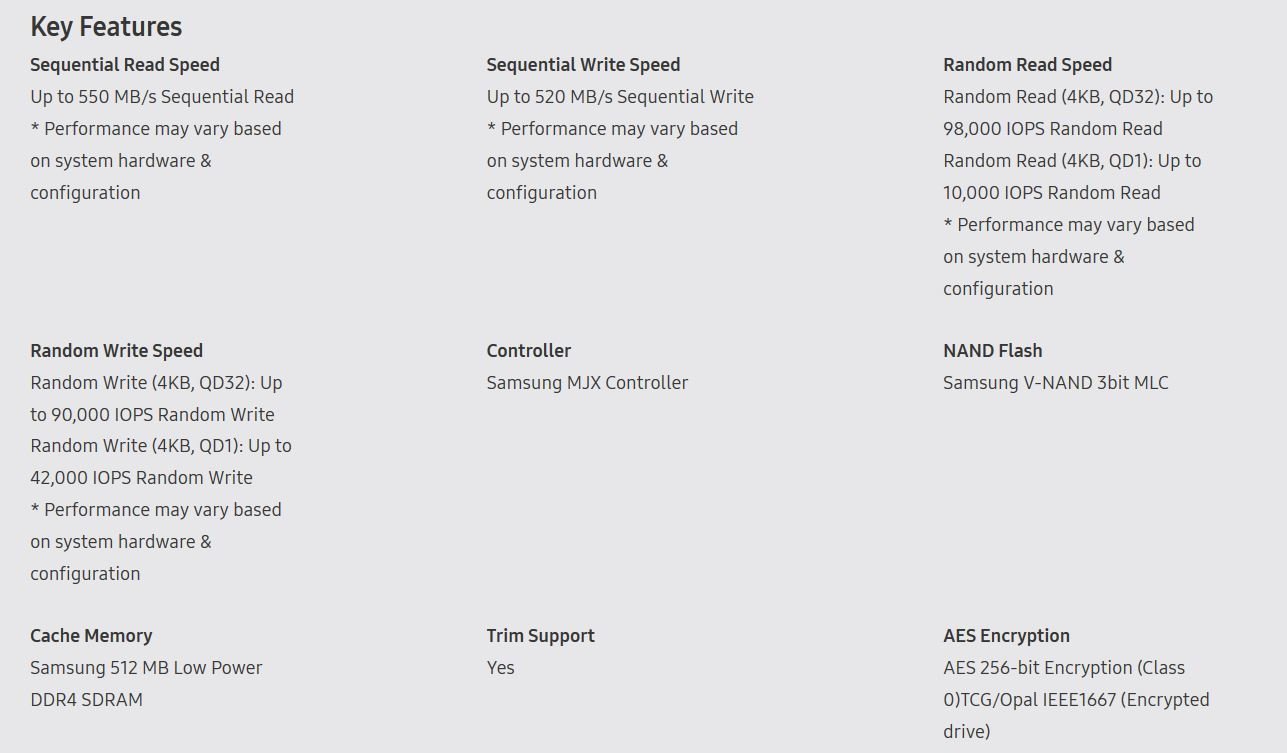 Key Features
Sequential Read Speed
Up to 550 MB/s Sequential Read
* Performance may vary based
on system hardware &
configuration
Sequential Write Speed
Up to 520 MB/s Sequential Write
* Performance may vary based
on system hardware &
configuration
Random Read Speed
Random Read (4KB, QD32): Up to
98,000 IOPS Random Read
Random Read (4KB, QD1): Up to
10,000 IOPS Random Read
* Performance may vary based
on system hardware &
configuration
Random Write Speed
Random Write (4KB, QD32): Up
to 90,000 IOPS Random Write
Random Write (4KB, QD1): Up to
42,000 IOPS Random Write
* Performance may vary based
on system hardware &
configuration
Controller
Samsung MJX Controller
NAND Flash
Samsung V-NAND 3bit MLC
Cache Memory
Samsung 512 MB Low Power
DDR4 SDRAM
Trim Support
Yes
AES Encryption
AES 256-bit Encryption (Class
0)TCG/Opal IEEE1667 (Encrypted
drive)